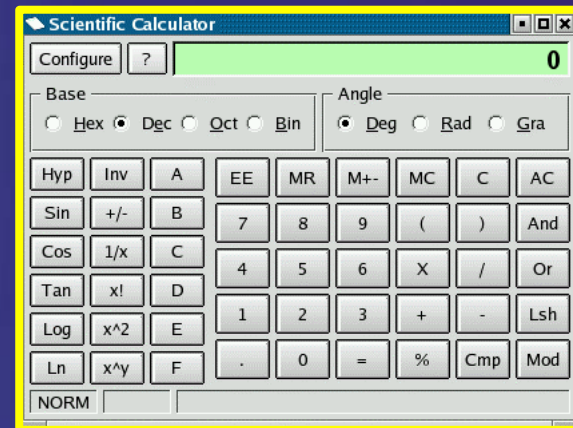 Scientific Calculator
Configure ? 0
Base Angle
Hex Dec Oct Bin Deg Rad Gra
Hyp Inv A EE MR M+- MC C AC
Sin +/- B 7 8 9 ( ) And
Cos 1/x C 4 5 6 X / Or
Tan x! D 1 2 3 + - Lsh
Log x^2 E . 0 = % Cmp Mod
Ln x^y F
NORM